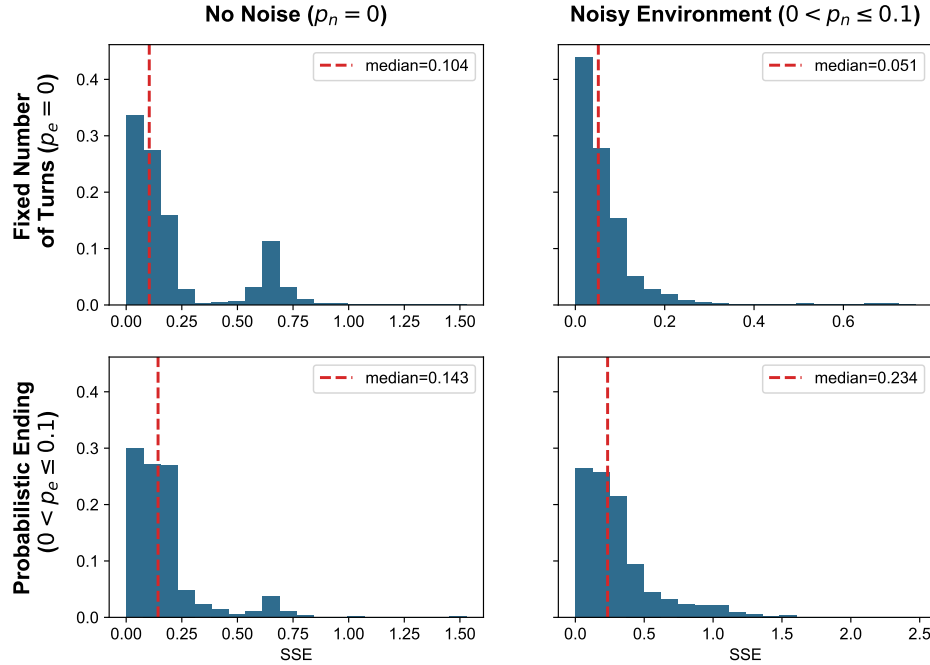 No Noise (pₙ = 0)
Noisy Environment (0 < pₙ ≤ 0.1)
Fixed Number
of Turns (pₑ = 0)
0.4
0.3
0.2
0.1
0.0
median=0.104
0.00 0.25 0.50 0.75 1.00 1.25 1.50
median=0.051
0.0 0.2 0.4 0.6
Probabilistic Ending
(0 < pₑ ≤ 0.1)
0.4
0.3
0.2
0.1
0.0
median=0.143
0.00 0.25 0.50 0.75 1.00 1.25 1.50
SSE
median=0.234
0.0 0.5 1.0 1.5 2.0 2.5
SSE